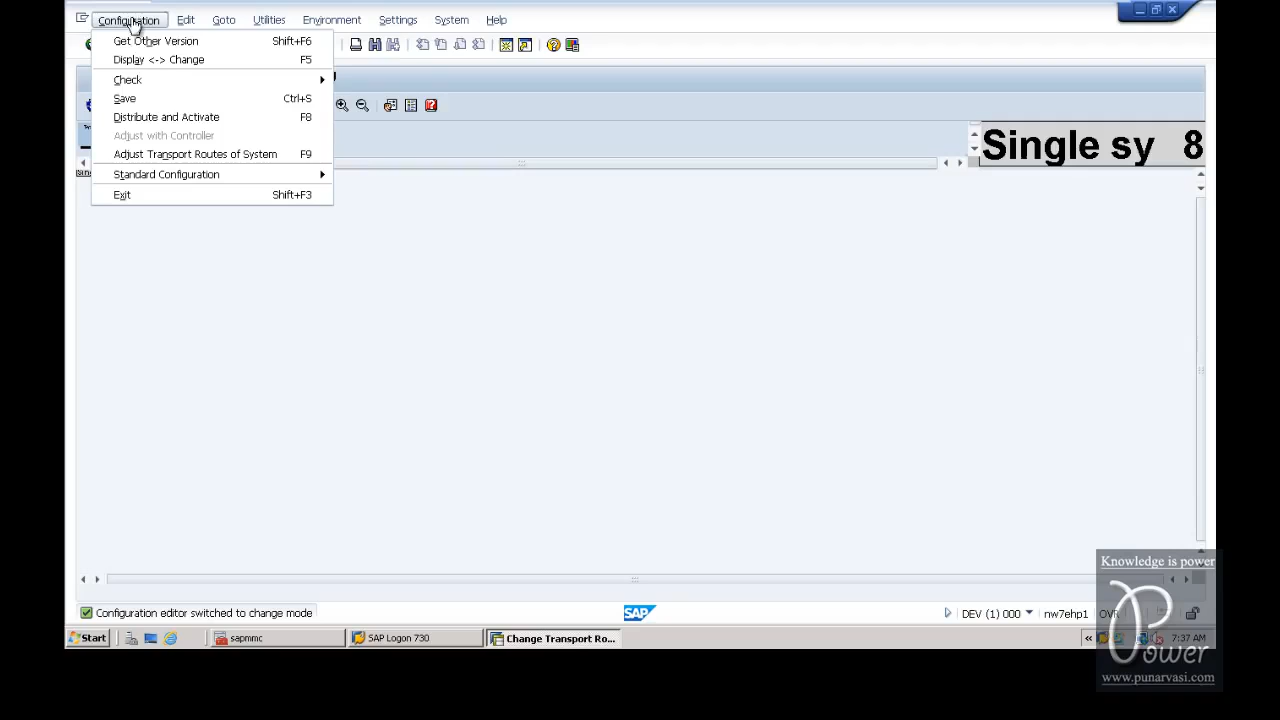 Configuration Edit Goto Utilities Environment Settings System Help
Get Other Version Shift+F6
Display <-> Change F5
Check
Save Ctrl+S
Distribute and Activate F8
Adjust with Controller
Adjust Transport Routes of System F9
Standard Configuration
Exit Shift+F3
Single sy 8
Configuration editor switched to change mode
SAP
DEV (1) 000
nw7ehp1
OVR
Start
sapmmc
SAP Logon 730
Change Transport Ro...
7:37 AM
Knowledge is power
Power
www.punarvasi.com